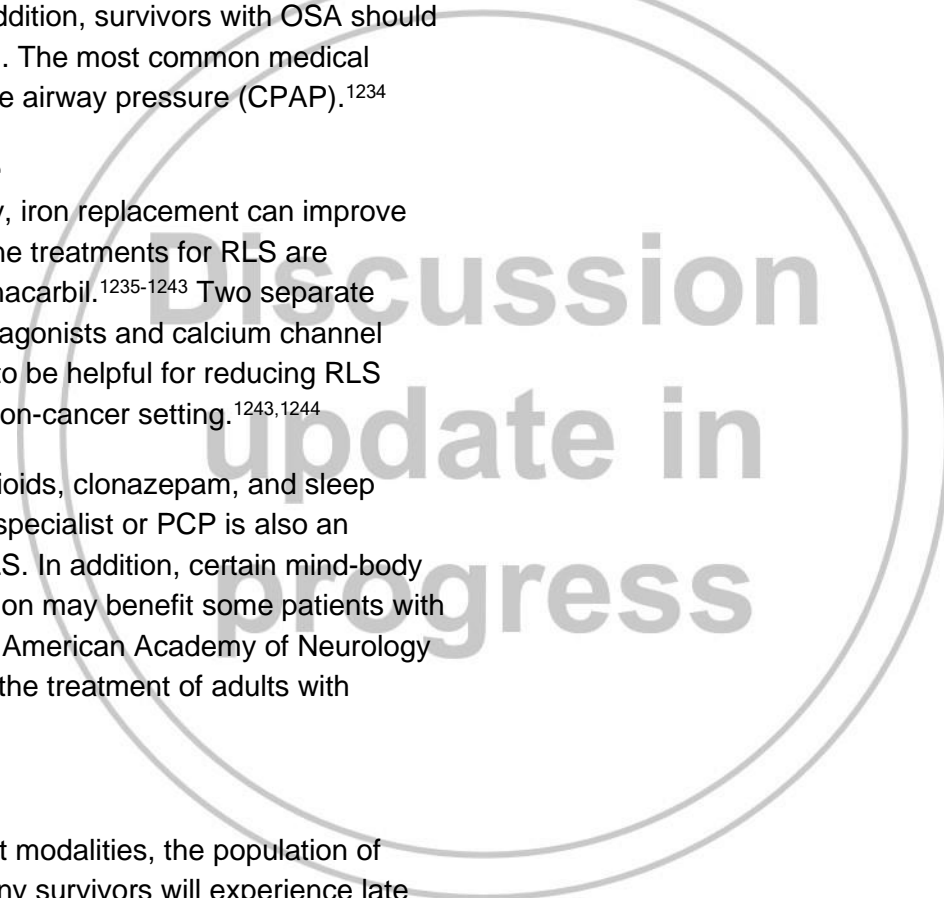 ddition, survivors with OSA should
. The most common medical
e airway pressure (CPAP).1234
y, iron replacement can improve
ne treatments for RLS are
nacarbil.1235-1243 Two separate
agonists and calcium channel
to be helpful for reducing RLS
on-cancer setting.1243,1244
ioids, clonazepam, and sleep
specialist or PCP is also an
S. In addition, certain mind-body
ion may benefit some patients with
American Academy of Neurology
the treatment of adults with
t modalities, the population of
ny survivors will experience late
Discussion
update in
progress